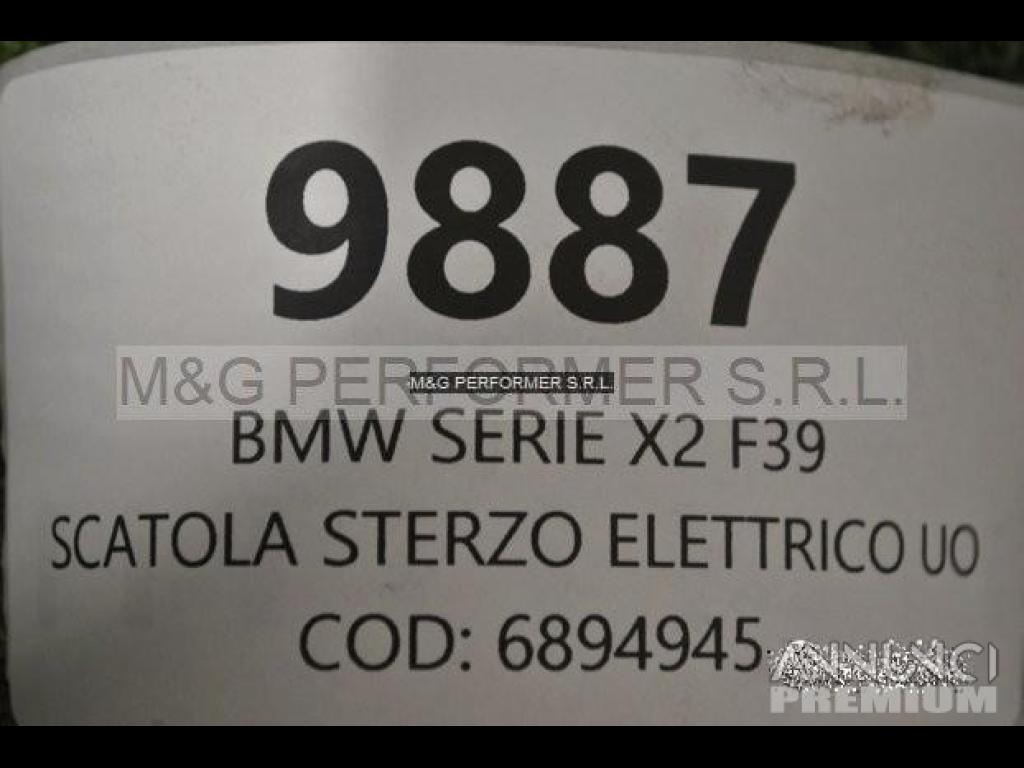 9887
M&G PERFORMER S.R.L.
M&G PERFORMER S.R.L.
BMW SERIE X2 F39
SCATOLA STERZO ELETTRICO UO
COD: 6894945
ANNUNCI
PREMIUM